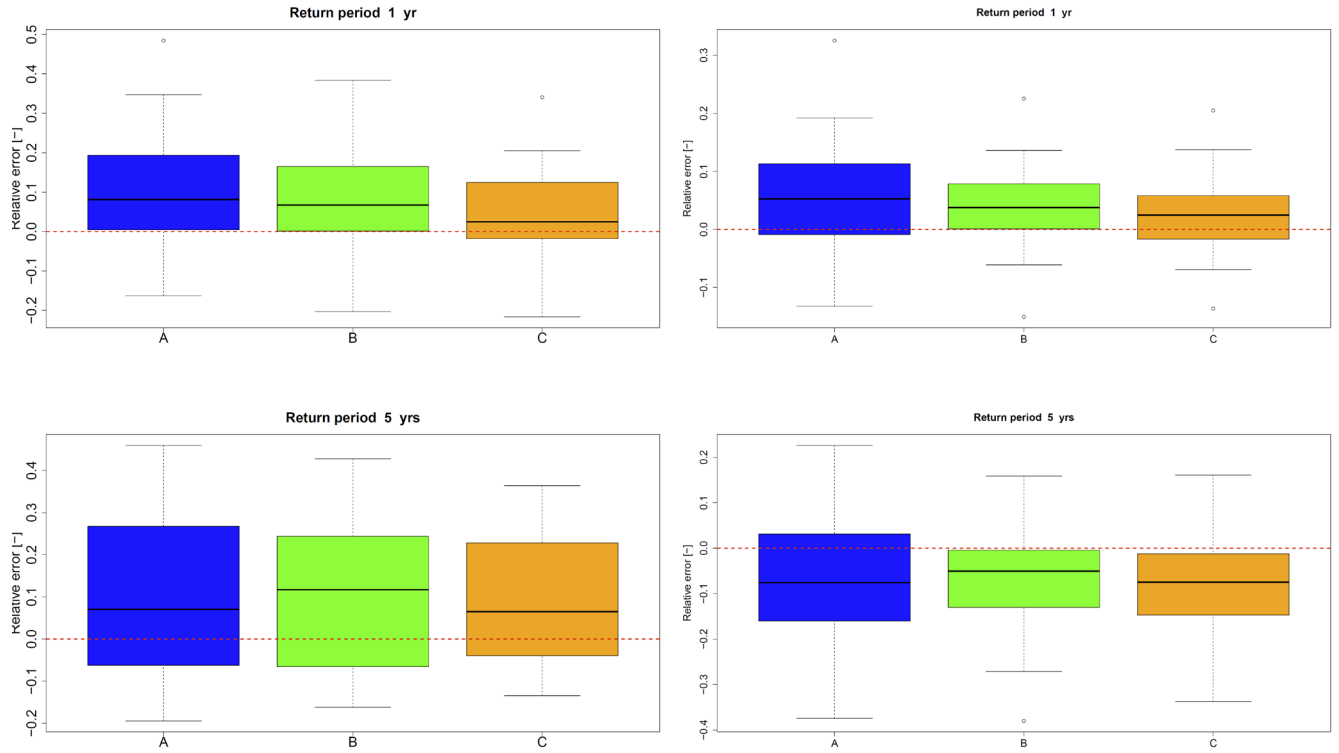 Return period 1 yr
Relative error [−]
0.5
0.4
0.3
0.2
0.1
0.0
−0.1
−0.2
A B C
Return period 1 yr
Relative error [−]
0.3
0.2
0.1
0.0
−0.1
A B C
Return period 5 yrs
Relative error [−]
0.4
0.3
0.2
0.1
0.0
−0.1
−0.2
A B C
Return period 5 yrs
Relative error [−]
0.2
0.1
0.0
−0.1
−0.2
−0.3
−0.4
A B C